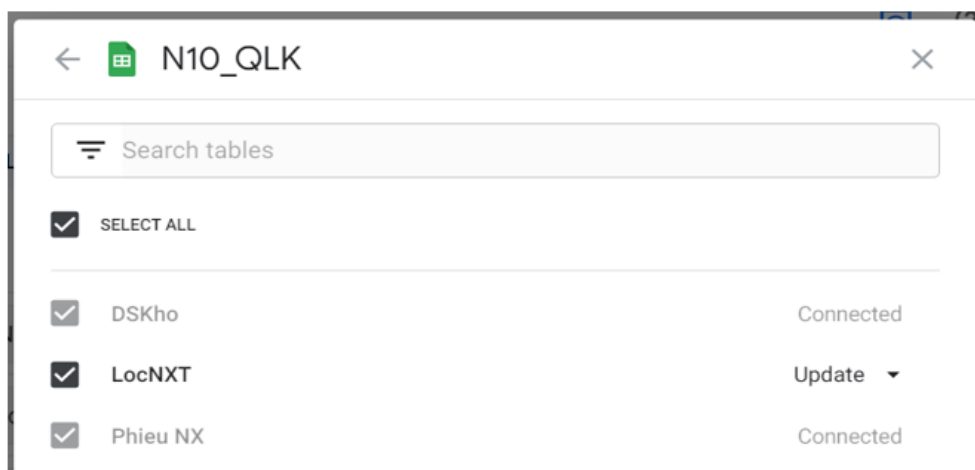 N10_QLK
Search tables
SELECT ALL
DSKho Connected
LocNXT Update
Phieu NX Connected